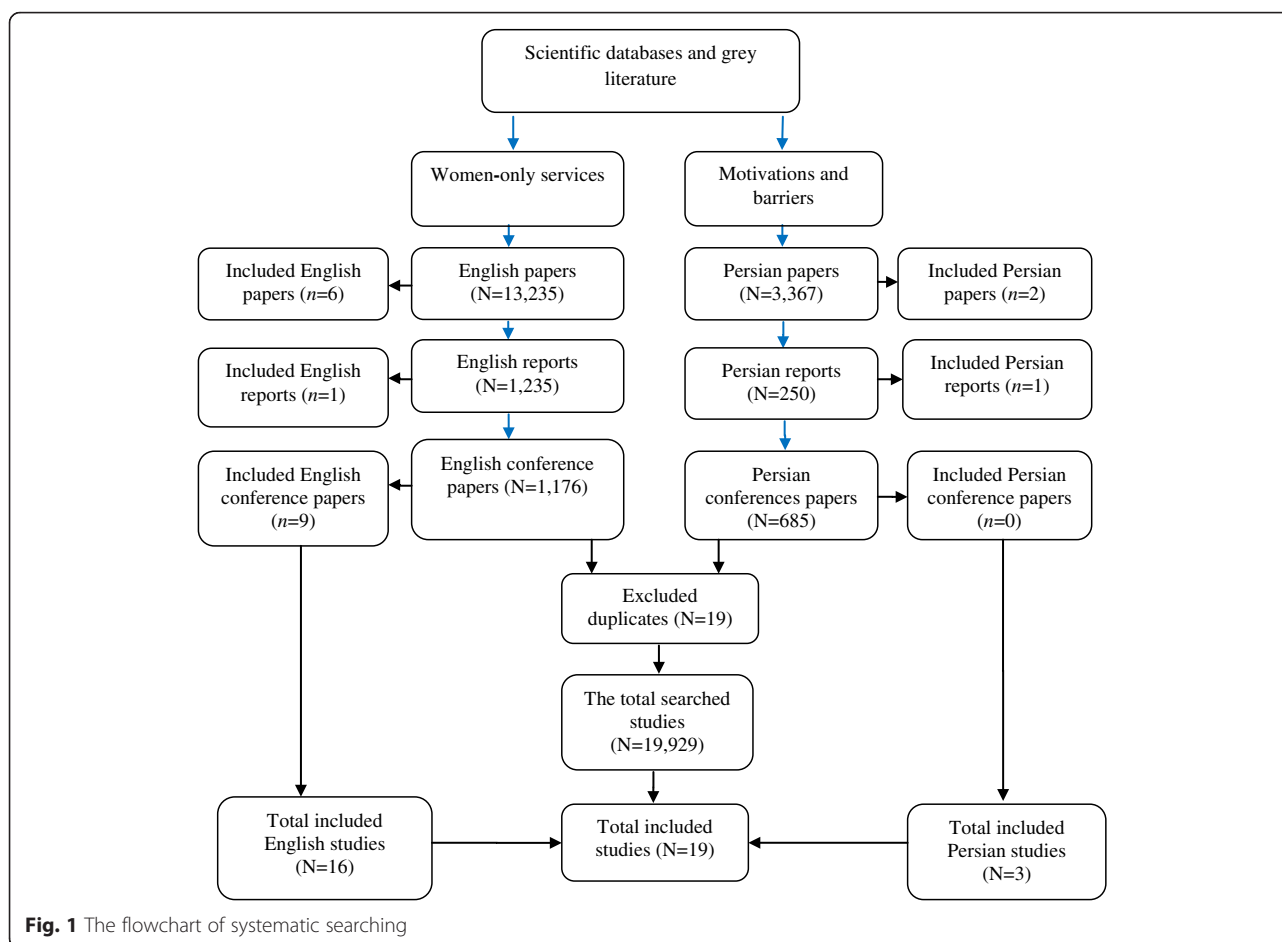 Scientific databases and grey
literature
Women-only services
Motivations and
barriers
Included English
papers (n=6)
English papers
(N=13,235)
Persian papers
(N=3,367)
Included Persian
papers (n=2)
Included English
reports (n=1)
English reports
(N=1,235)
Persian reports
(N=250)
Included Persian
reports (n=1)
Included English
conference papers
(n=9)
English conference
papers (N=1,176)
Persian
conferences papers
(N=685)
Included Persian
conference papers
(n=0)
Excluded
duplicates (N=19)
The total searched
studies
(N=19,929)
Total included
English studies
(N=16)
Total included
studies (N=19)
Total included
Persian studies
(N=3)
Fig. 1 The flowchart of systematic searching